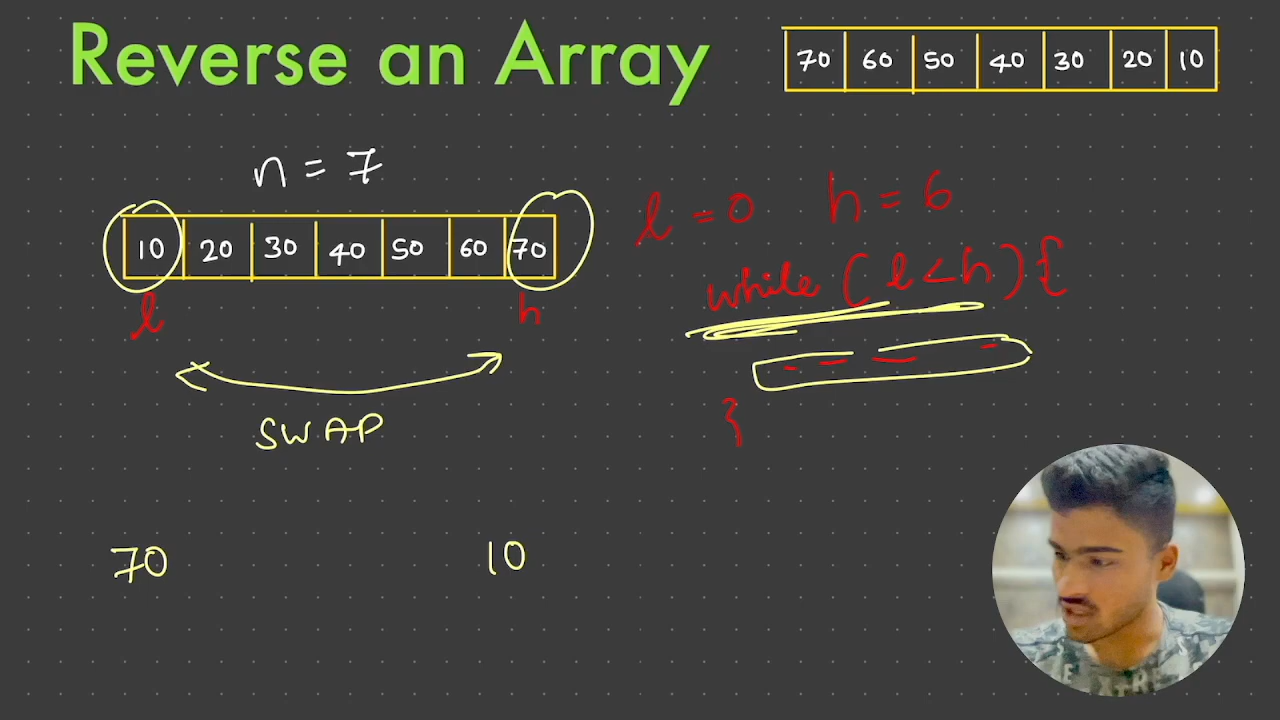 Reverse an Array
70 60 50 40 30 20 10
n = 7
10 20 30 40 50 60 70
l h
l = 0 h = 6
while (l < h) {
}
SWAP
70 10